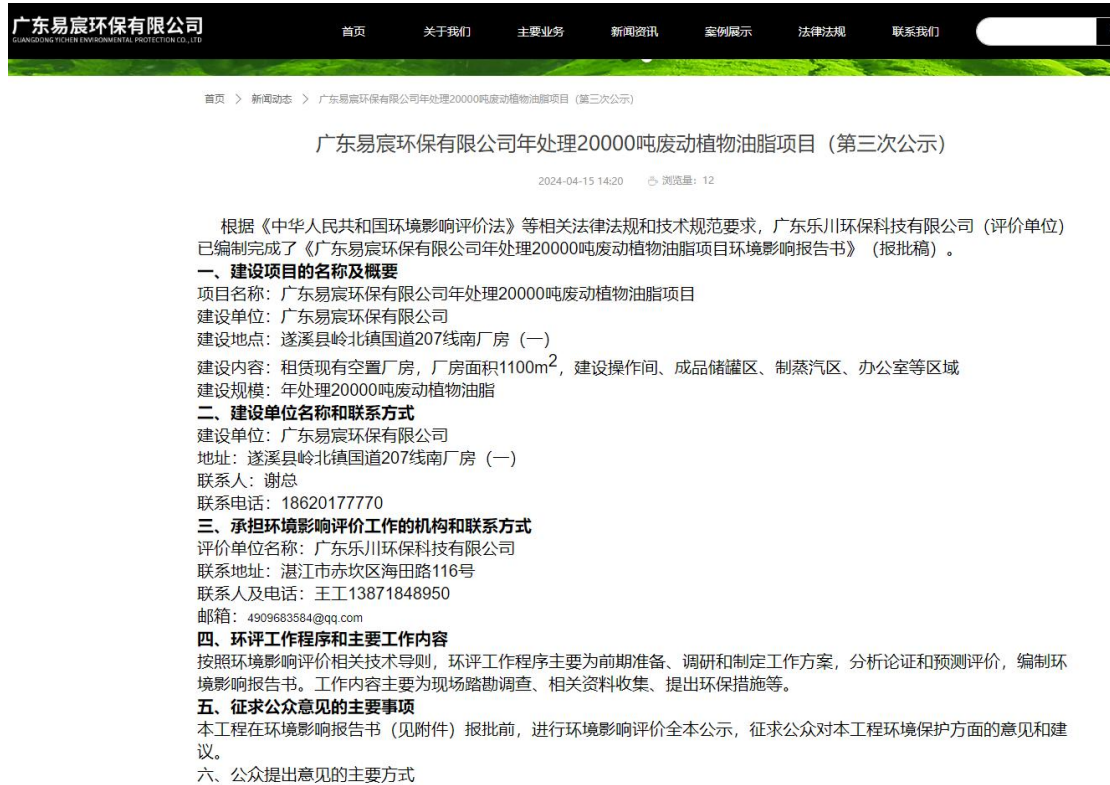 广东易宸环保有限公司
GUANGDONG YICHEN ENVIRONMENTAL PROTECTION CO., LTD
首页 关于我们 主要业务 新闻资讯 案例展示 法律法规 联系我们
首页 > 新闻动态 > 广东易宸环保有限公司年处理20000吨废动植物油脂项目（第三次公示）
广东易宸环保有限公司年处理20000吨废动植物油脂项目（第三次公示）
2024-04-15 14:20 浏览量：12
根据《中华人民共和国环境影响评价法》等相关法律法规和技术规范要求，广东乐川环保科技有限公司（评价单位）
已编制完成了《广东易宸环保有限公司年处理20000吨废动植物油脂项目环境影响报告书》（报批稿）。
一、建设项目的名称及概要
项目名称：广东易宸环保有限公司年处理20000吨废动植物油脂项目
建设单位：广东易宸环保有限公司
建设地点：遂溪县岭北镇国道207线南厂房（一）
建设内容：租赁现有空置厂房，厂房面积1100m²，建设操作间、成品储罐区、制蒸汽区、办公室等区域
建设规模：年处理20000吨废动植物油脂
二、建设单位名称和联系方式
建设单位：广东易宸环保有限公司
地址：遂溪县岭北镇国道207线南厂房（一）
联系人：谢总
联系电话：18620177770
三、承担环境影响评价工作的机构和联系方式
评价单位名称：广东乐川环保科技有限公司
联系地址：湛江市赤坎区海田路116号
联系人及电话：王工13871848950
邮箱：4909683584@qq.com
四、环评工作程序和主要工作内容
按照环境影响评价相关技术导则，环评工作程序主要为前期准备、调研和制定工作方案，分析论证和预测评价，编制环
境影响报告书。工作内容主要为现场踏勘调查、相关资料收集、提出环保措施等。
五、征求公众意见的主要事项
本工程在环境影响报告书（见附件）报批前，进行环境影响评价全本公示，征求公众对本工程环境保护方面的意见和建
议。
六、公众提出意见的主要方式